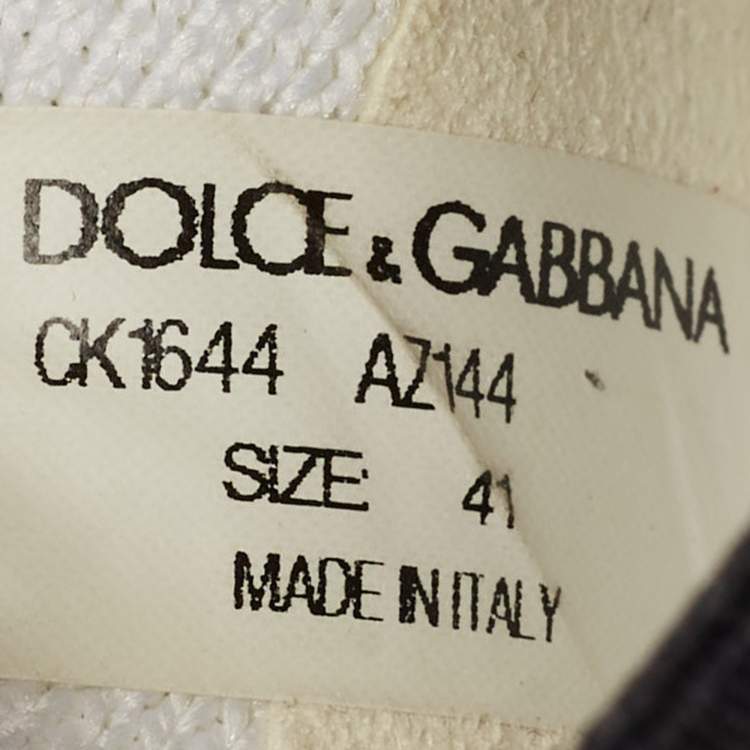 DOLCE & GABBANA
CK1644 AZ144
SIZE: 41
MADE IN ITALY